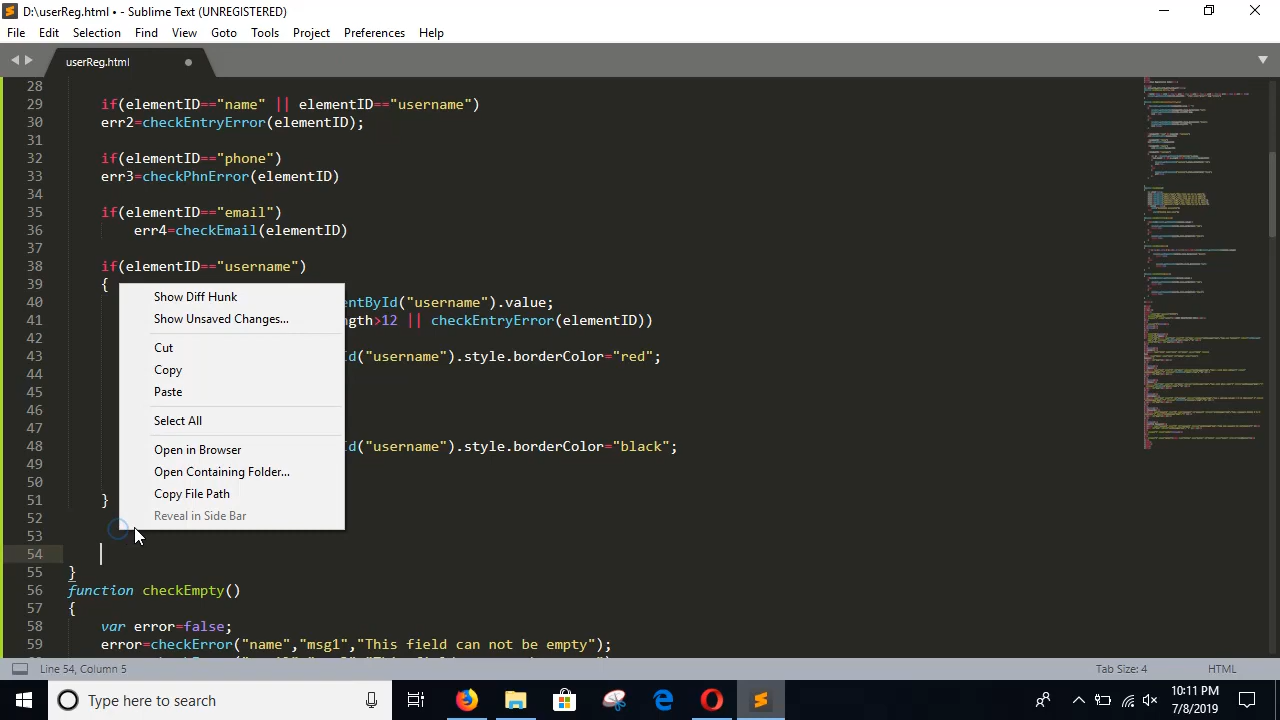 D:\userReg.html • - Sublime Text (UNREGISTERED)
File Edit Selection Find View Goto Tools Project Preferences Help
userReg.html
28
29 if(elementID=="name" || elementID=="username")
30 err2=checkEntryError(elementID);
31
32 if(elementID=="phone")
33 err3=checkPhnError(elementID)
34
35 if(elementID=="email")
36 err4=checkEmail(elementID)
37
38 if(elementID=="username")
39 {
40 entById("username").value;
41 ngth>12 || checkEntryError(elementID))
42
43 Id("username").style.borderColor="red";
44
45
46
47
48 Id("username").style.borderColor="black";
49
50
51 }
52
53
54
55 }
56 function checkEmpty()
57 {
58 var error=false;
59 error=checkError("name","msg1","This field can not be empty");
Show Diff Hunk
Show Unsaved Changes...
Cut
Copy
Paste
Select All
Open in Browser
Open Containing Folder...
Copy File Path
Reveal in Side Bar
Line 54, Column 5
Tab Size: 4
HTML
Type here to search
10:11 PM
7/8/2019